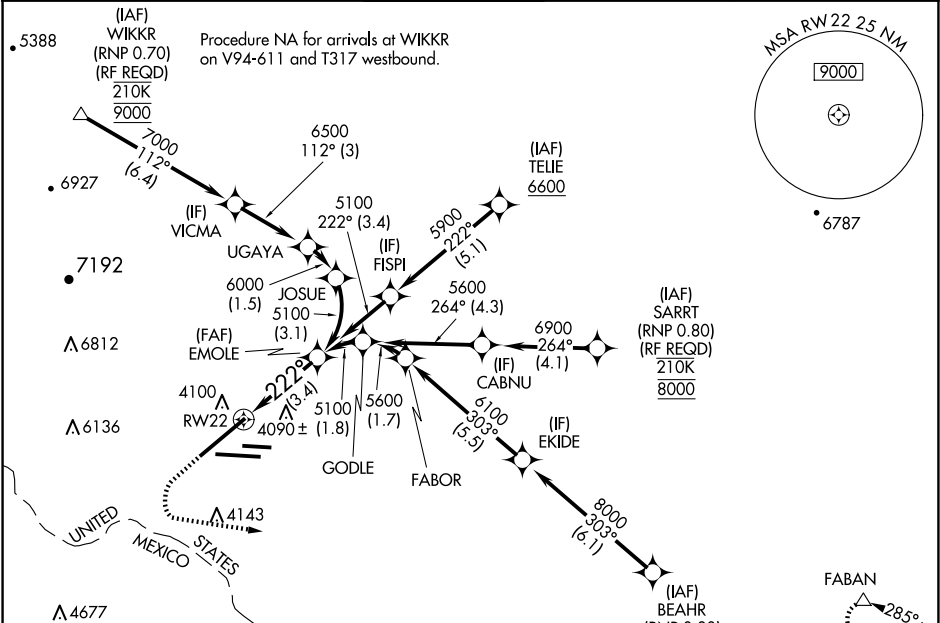 (IAF)
WIKKR
(RNP 0.70)
(RF REQD)
210K
9000
Procedure NA for arrivals at WIKKR
on V94-611 and T317 westbound.
MSA RW 22 25 NM
9000
5388
7000
112°
(6.4)
6500
112° (3)
(IAF)
TELIE
6600
6927
(IF)
VICMA
5100
222° (3.4)
5900
222°
(5.1)
6787
UGAYA
(IF)
FISPI
7192
6000
(1.5)
JOSUE
5600
264° (4.3)
(IAF)
SARRT
(RNP 0.80)
(RF REQD)
210K
8000
5100
(3.1)
6900
264°
(4.1)
6812
(FAF)
EMOLE
(IF)
CABNU
222°
(3.4)
4100
RW22
4090 ±
5100
(1.8)
5600
(1.7)
6100
303°
(5.5)
6136
(IF)
EKIDE
GODLE
FABOR
4143
8000
303°
(6.1)
UNITED
STATES
MEXICO
FABAN
285°
4677
(IAF)
BEAHR